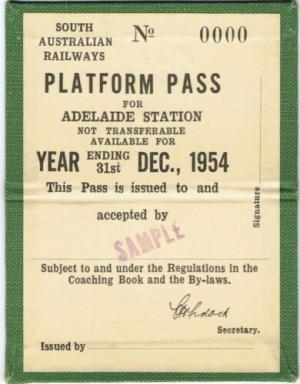 SOUTH
AUSTRALIAN
RAILWAYS
No 0000
PLATFORM PASS
FOR
ADELAIDE STATION
NOT TRANSFERABLE
AVAILABLE FOR
YEAR ENDING 31st DEC., 1954
This Pass is issued to and
accepted by
Signature
SAMPLE
Subject to and under the Regulations in the
Coaching Book and the By-laws.
Secretary.
Issued by